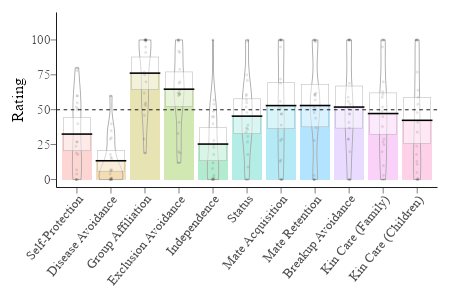 100
75
50
25
0
Rating
Self-Protection
Disease Avoidance
Group Affiliation
Exclusion Avoidance
Independence
Status
Mate Acquisition
Mate Retention
Breakup Avoidance
Kin Care (Family)
Kin Care (Children)